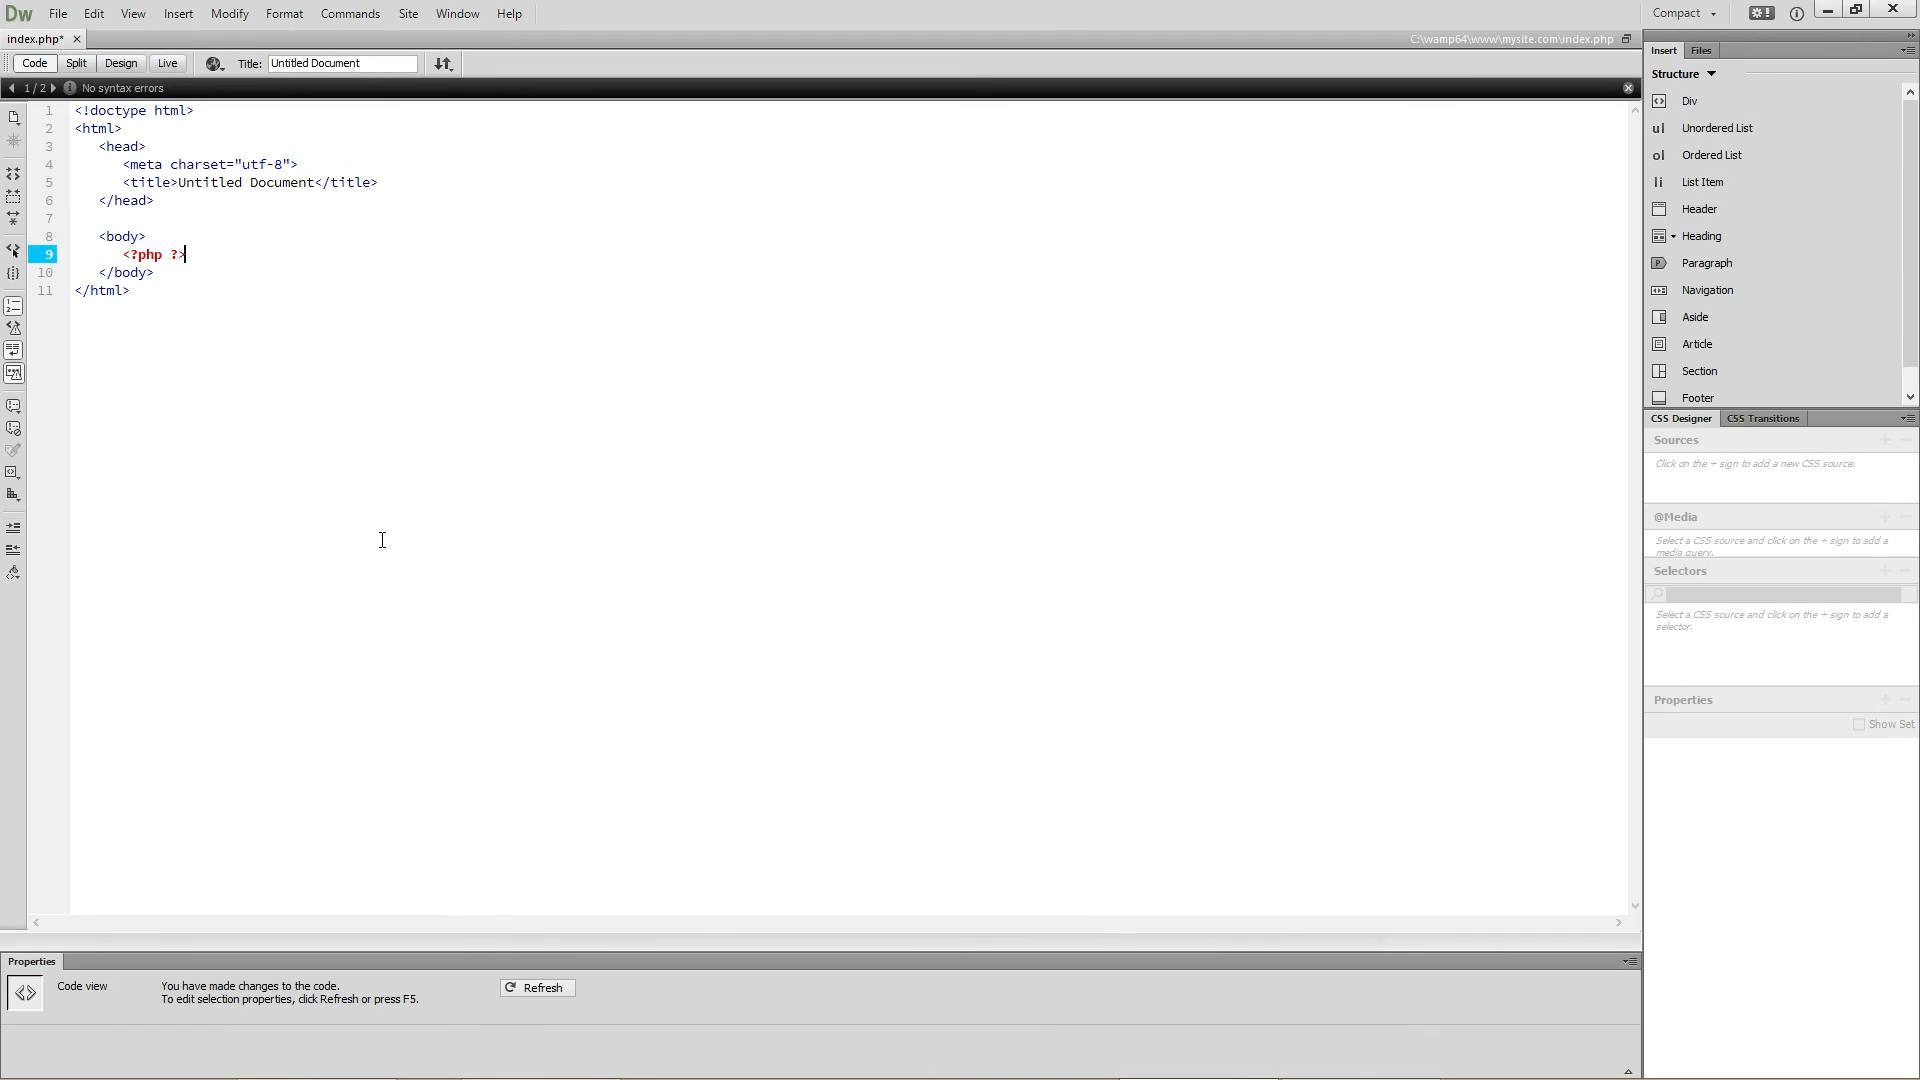 Dw File Edit View Insert Modify Format Commands Site Window Help Compact
index.php* C:\wamp64\www\mysite.com\index.php
Code Split Design Live Title: Untitled Document
1 / 2 No syntax errors
1 <!doctype html>
2 <html>
3 <head>
4 <meta charset="utf-8">
5 <title>Untitled Document</title>
6 </head>
7
8 <body>
9 <?php ?>
10 </body>
11 </html>
Insert Files
Structure
Div
ul Unordered List
ol Ordered List
li List Item
Header
Heading
P Paragraph
Navigation
Aside
Article
Section
Footer
CSS Designer CSS Transitions
Sources
Click on the + sign to add a new CSS source.
@Media
Select a CSS source and click on the + sign to add a
media query.
Selectors
Select a CSS source and click on the + sign to add a
selector.
Properties
Show Set
Properties
Code view You have made changes to the code. Refresh
To edit selection properties, click Refresh or press F5.